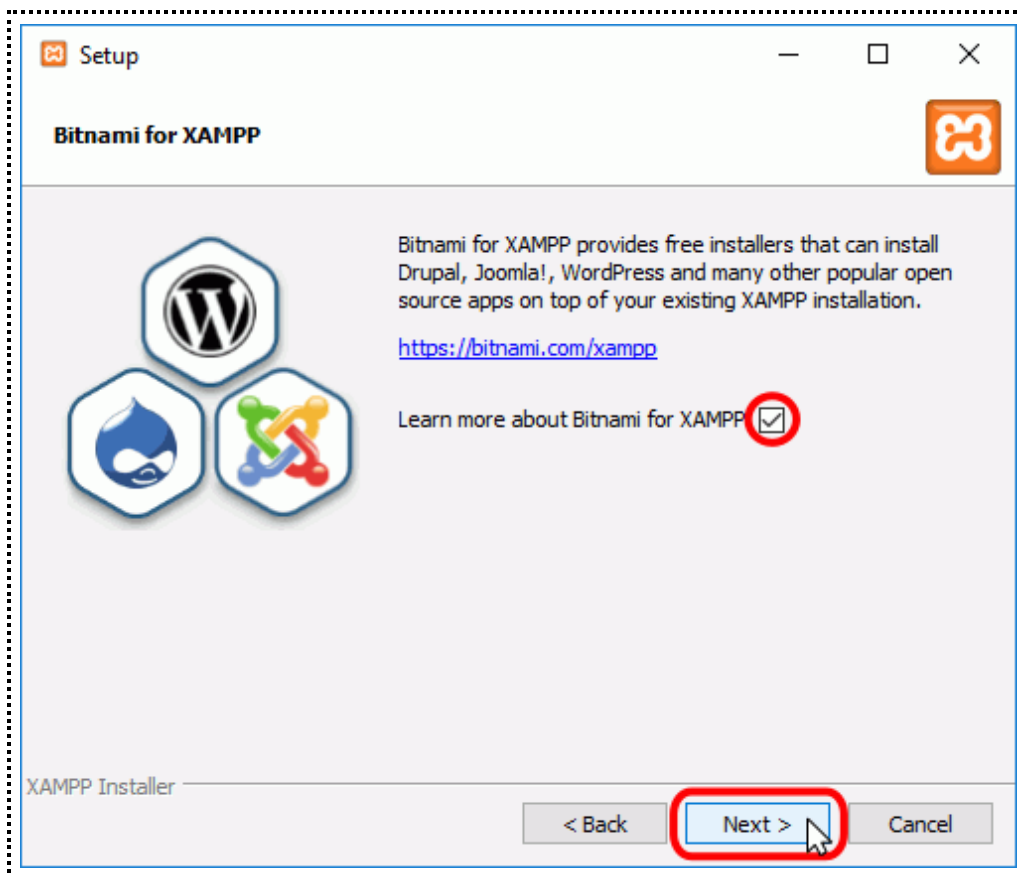 Setup
Bitnami for XAMPP
Bitnami for XAMPP provides free installers that can install
Drupal, Joomla!, WordPress and many other popular open
source apps on top of your existing XAMPP installation.
https://bitnami.com/xampp
Learn more about Bitnami for XAMPP
XAMPP Installer
< Back
Next >
Cancel